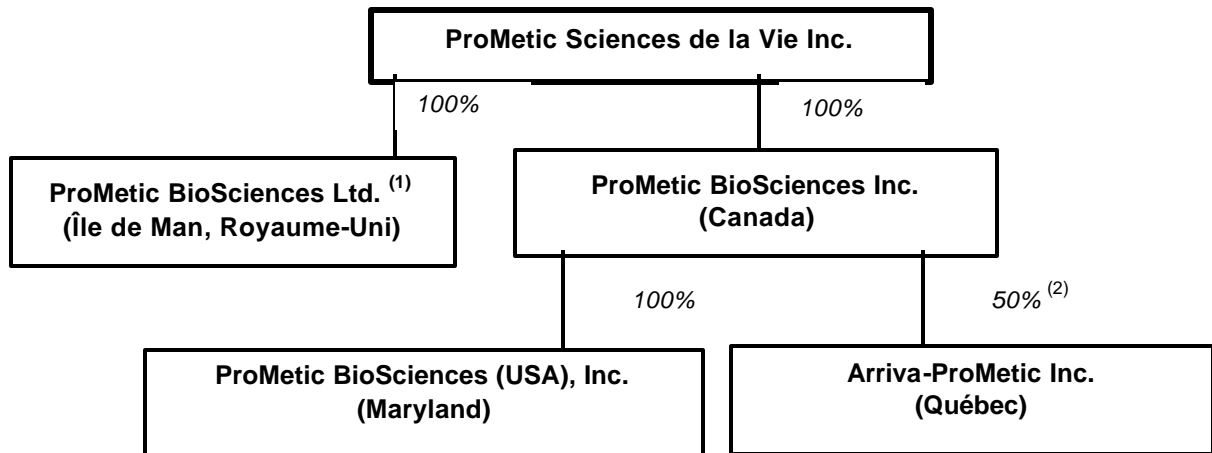 ProMetic Sciences de la Vie Inc.
100%
100%
ProMetic BioSciences Ltd. (1)
(Île de Man, Royaume-Uni)
ProMetic BioSciences Inc.
(Canada)
100%
50% (2)
ProMetic BioSciences (USA), Inc.
(Maryland)
Arriva-ProMetic Inc.
(Québec)